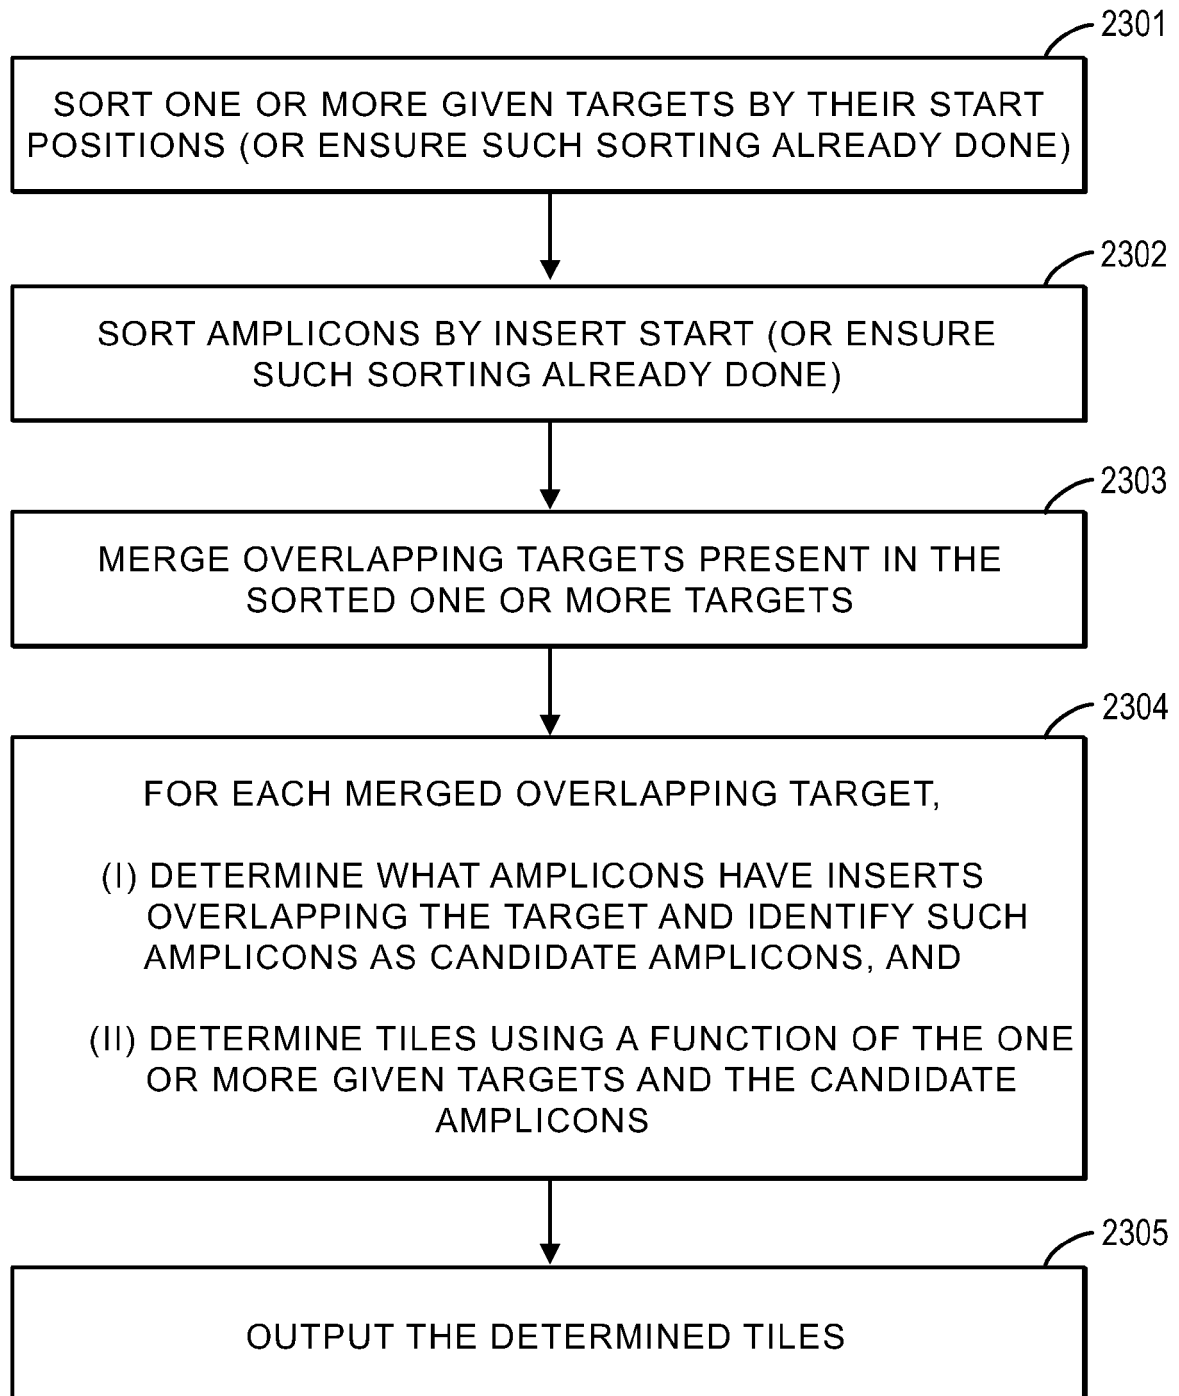 2301
SORT ONE OR MORE GIVEN TARGETS BY THEIR START
POSITIONS (OR ENSURE SUCH SORTING ALREADY DONE)
2302
SORT AMPLICONS BY INSERT START (OR ENSURE
SUCH SORTING ALREADY DONE)
2303
MERGE OVERLAPPING TARGETS PRESENT IN THE
SORTED ONE OR MORE TARGETS
2304
FOR EACH MERGED OVERLAPPING TARGET,
(I) DETERMINE WHAT AMPLICONS HAVE INSERTS
OVERLAPPING THE TARGET AND IDENTIFY SUCH
AMPLICONS AS CANDIDATE AMPLICONS, AND
(II) DETERMINE TILES USING A FUNCTION OF THE ONE
OR MORE GIVEN TARGETS AND THE CANDIDATE
AMPLICONS
2305
OUTPUT THE DETERMINED TILES